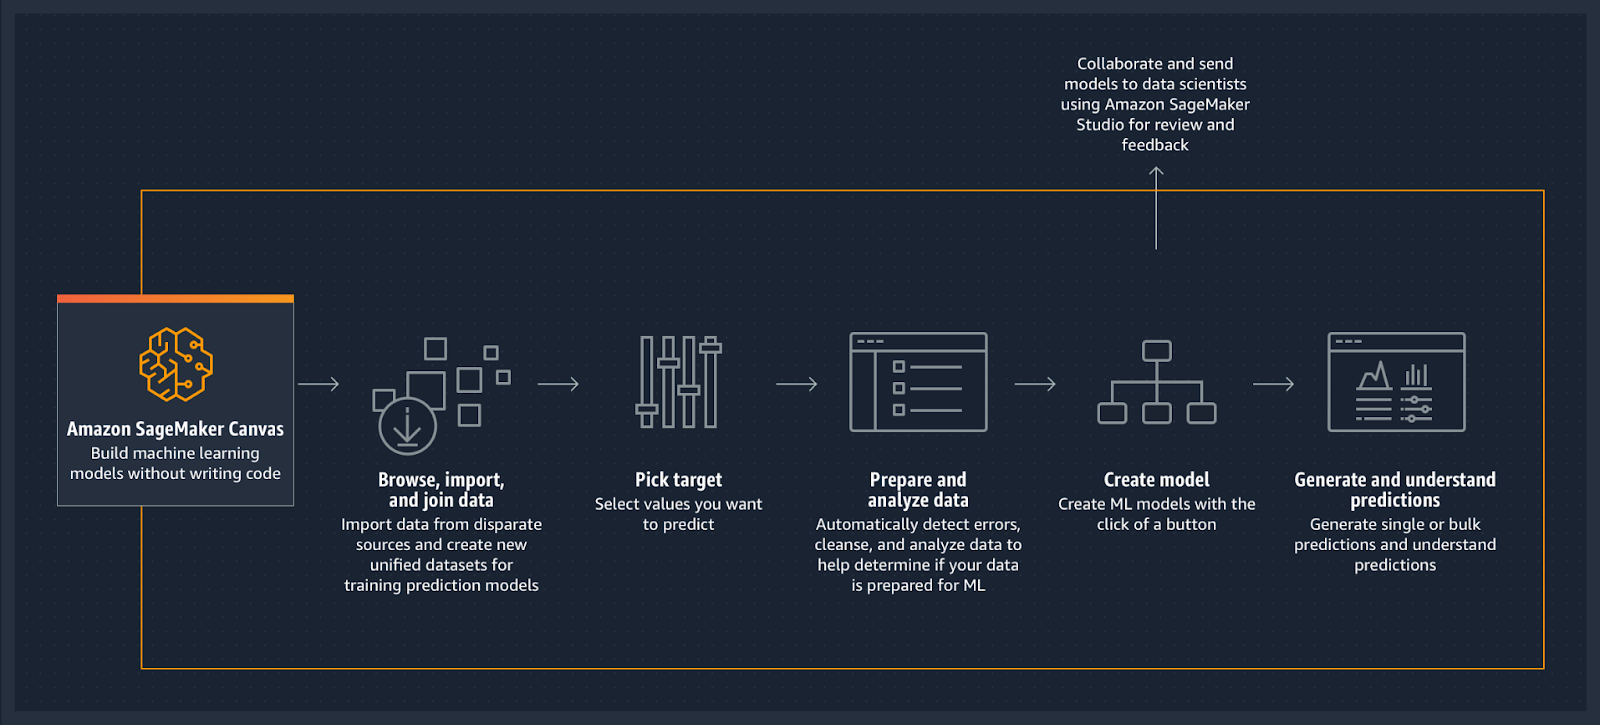 Collaborate and send
models to data scientists
using Amazon SageMaker
Studio for review and
feedback
Amazon SageMaker Canvas
Build machine learning
models without writing code
Browse, import,
and join data
Import data from disparate
sources and create new
unified datasets for
training prediction models
Pick target
Select values you want
to predict
Prepare and
analyze data
Automatically detect errors,
cleanse, and analyze data to
help determine if your data
is prepared for ML
Create model
Create ML models with the
click of a button
Generate and understand
predictions
Generate single or bulk
predictions and understand
predictions